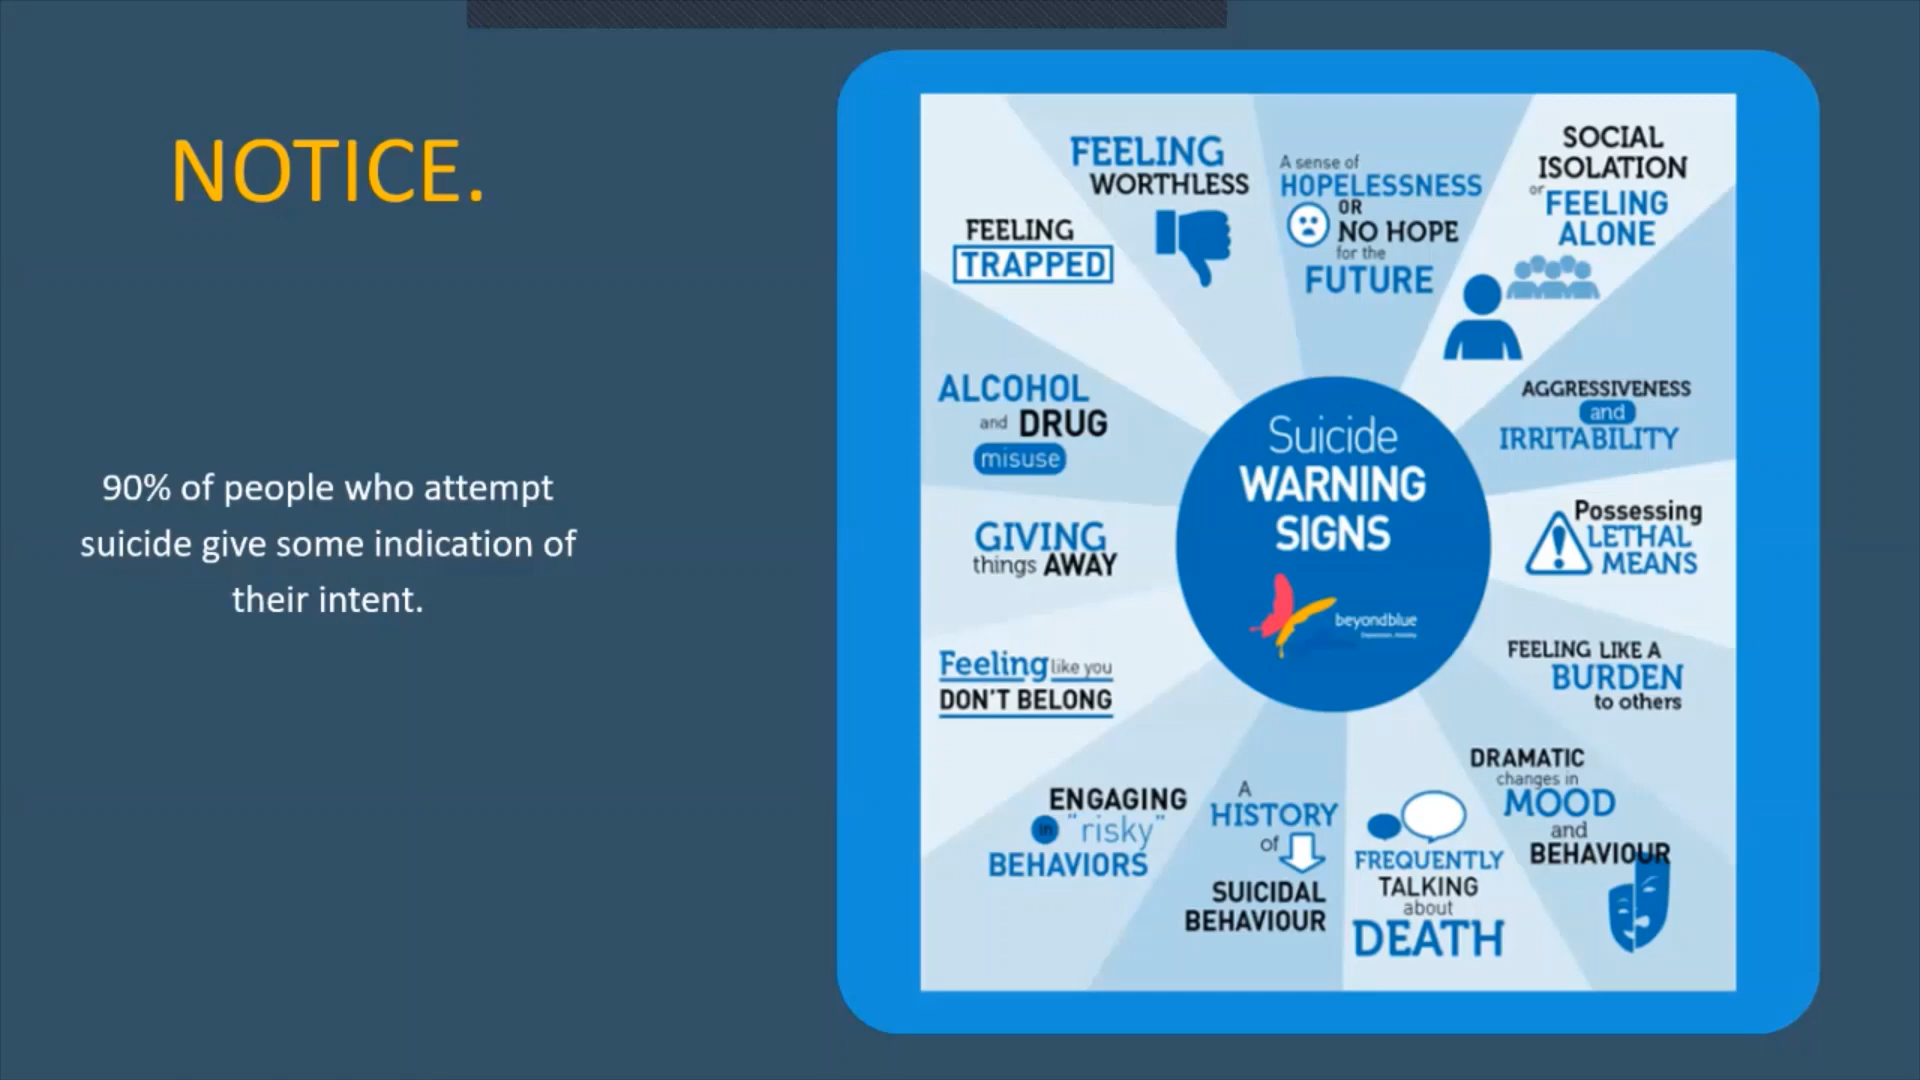 NOTICE.
90% of people who attempt
suicide give some indication of
their intent.
FEELING
WORTHLESS
A sense of
HOPELESSNESS
OR
NO HOPE
for the
FUTURE
SOCIAL
ISOLATION
or FEELING
ALONE
FEELING
TRAPPED
AGGRESSIVENESS
and
IRRITABILITY
ALCOHOL
and DRUG
misuse
Suicide
WARNING
SIGNS
beyondblue
Possessing
LETHAL
MEANS
GIVING
things AWAY
FEELING LIKE A
BURDEN
to others
Feeling like you
DON'T BELONG
DRAMATIC
changes in
MOOD
and
BEHAVIOUR
ENGAGING
in "risky"
BEHAVIORS
A
HISTORY
of
SUICIDAL
BEHAVIOUR
FREQUENTLY
TALKING
about
DEATH